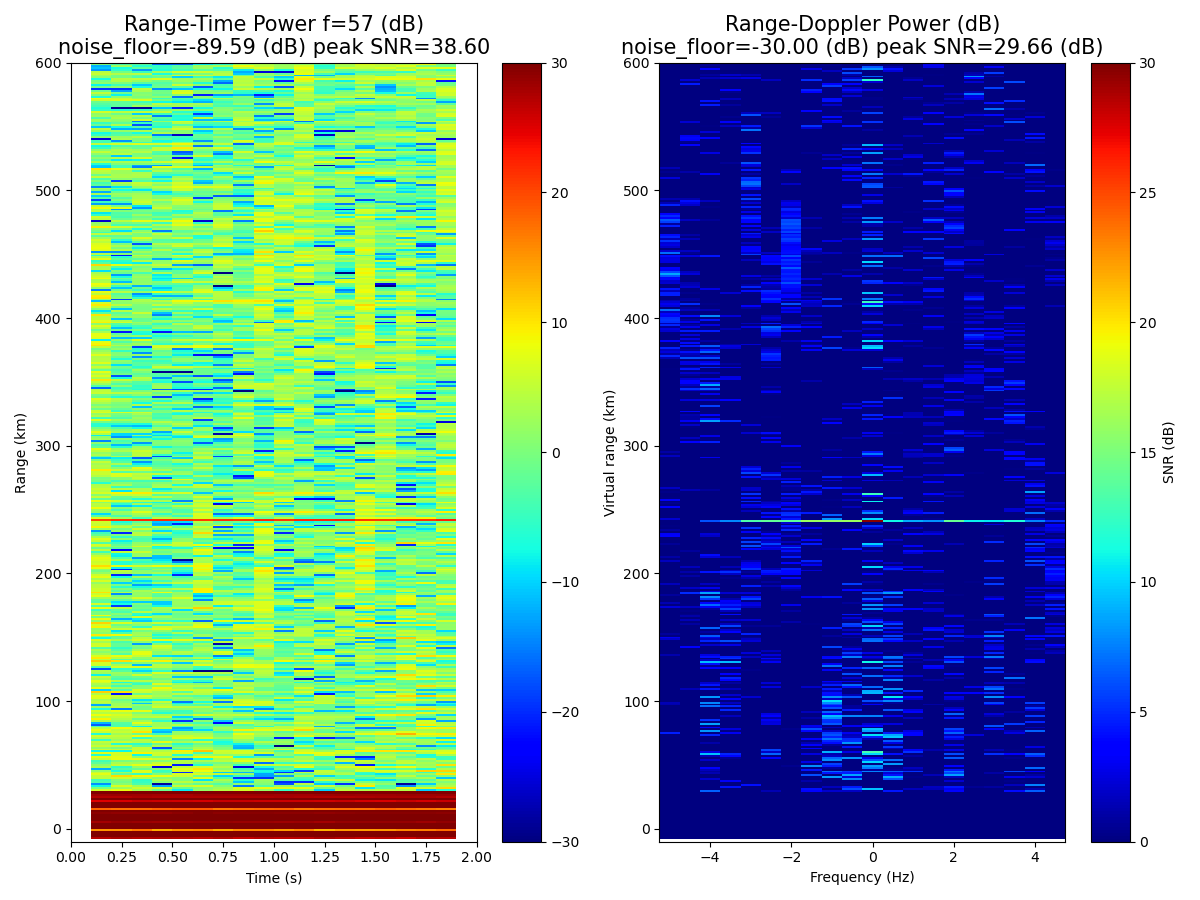 Range-Time Power f=57 (dB)
noise_floor=-89.59 (dB) peak SNR=38.60
Range (km)
600
500
400
300
200
100
0
0.00 0.25 0.50 0.75 1.00 1.25 1.50 1.75 2.00
Time (s)
30
20
10
0
−10
−20
−30
Range-Doppler Power (dB)
noise_floor=-30.00 (dB) peak SNR=29.66 (dB)
Virtual range (km)
600
500
400
300
200
100
0
−4 −2 0 2 4
Frequency (Hz)
30
25
20
15
10
5
0
SNR (dB)